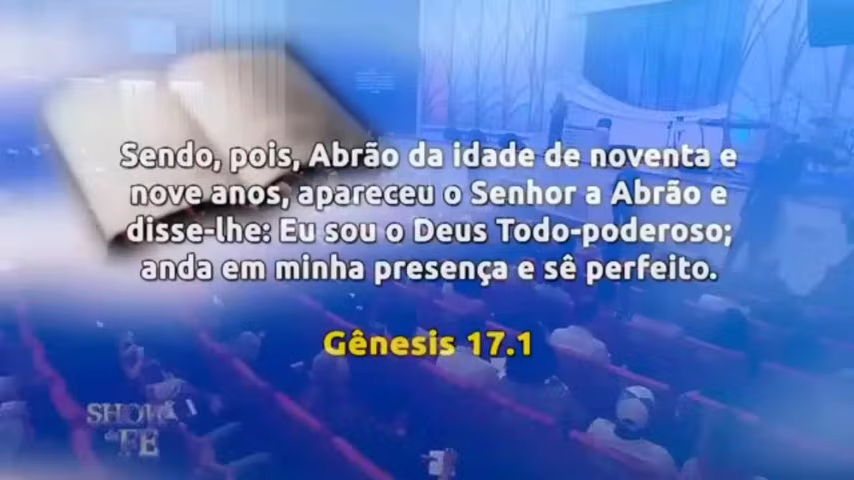 Sendo, pois, Abrão da idade de noventa e
nove anos, apareceu o Senhor a Abrão e
disse-lhe: Eu sou o Deus Todo-poderoso;
anda em minha presença e sê perfeito.
Gênesis 17.1
SHOW
da
FÉ